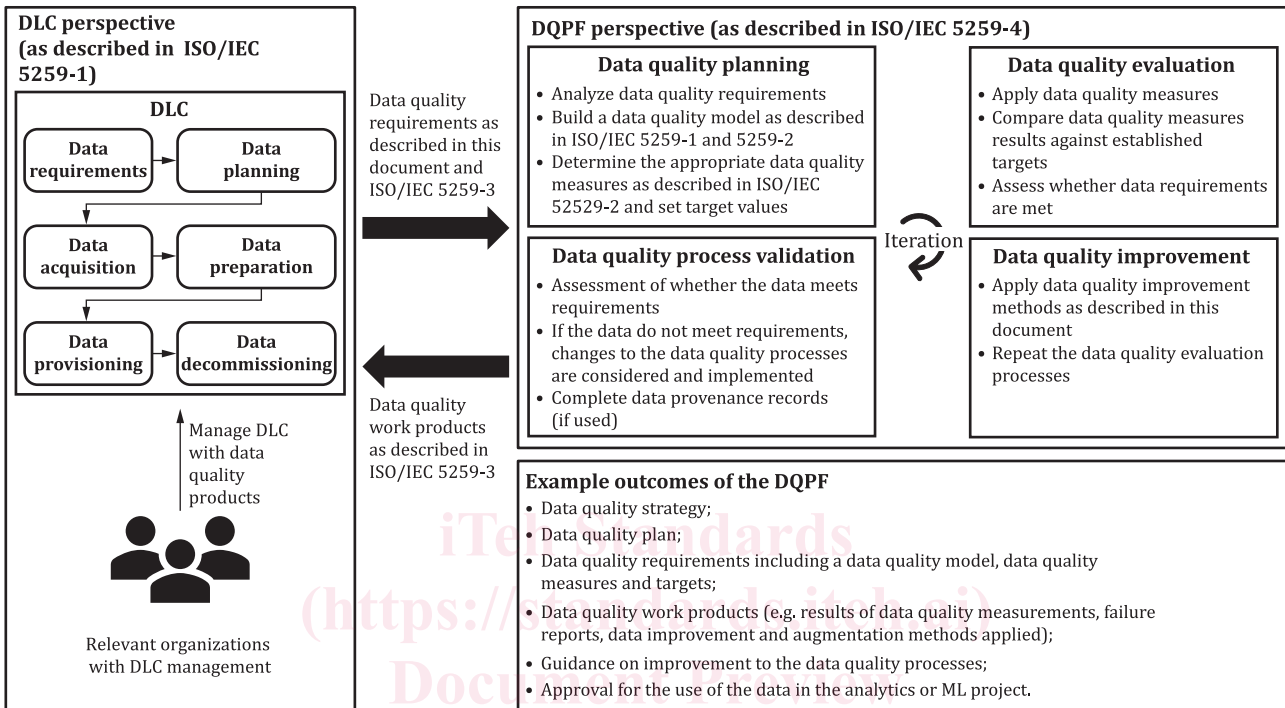 DLC perspective
(as described in ISO/IEC
5259-1)
DLC
Data
requirements
Data
planning
Data
acquisition
Data
preparation
Data
provisioning
Data
decommissioning
Manage DLC
with data
quality
products
Relevant organizations
with DLC management
Data quality
requirements as
described in this
document and
ISO/IEC 5259-3
Data quality
work products
as described in
ISO/IEC 5259-3
DQPF perspective (as described in ISO/IEC 5259-4)
Data quality planning
• Analyze data quality requirements
• Build a data quality model as described
in ISO/IEC 5259-1 and 5259-2
• Determine the appropriate data quality
measures as described in ISO/IEC
52529-2 and set target values
Data quality evaluation
• Apply data quality measures
• Compare data quality measures
results against established
targets
• Assess whether data requirements
are met
Iteration
Data quality process validation
• Assessment of whether the data meets
requirements
• If the data do not meet requirements,
changes to the data quality processes
are considered and implemented
• Complete data provenance records
(if used)
Data quality improvement
• Apply data quality improvement
methods as described in this
document
• Repeat the data quality evaluation
processes
Example outcomes of the DQPF
• Data quality strategy;
• Data quality plan;
• Data quality requirements including a data quality model, data quality
measures and targets;
• Data quality work products (e.g. results of data quality measurements, failure
reports, data improvement and augmentation methods applied);
• Guidance on improvement to the data quality processes;
• Approval for the use of the data in the analytics or ML project.
iTeh Standards
(https://standards.iteh.ai)
Document Preview